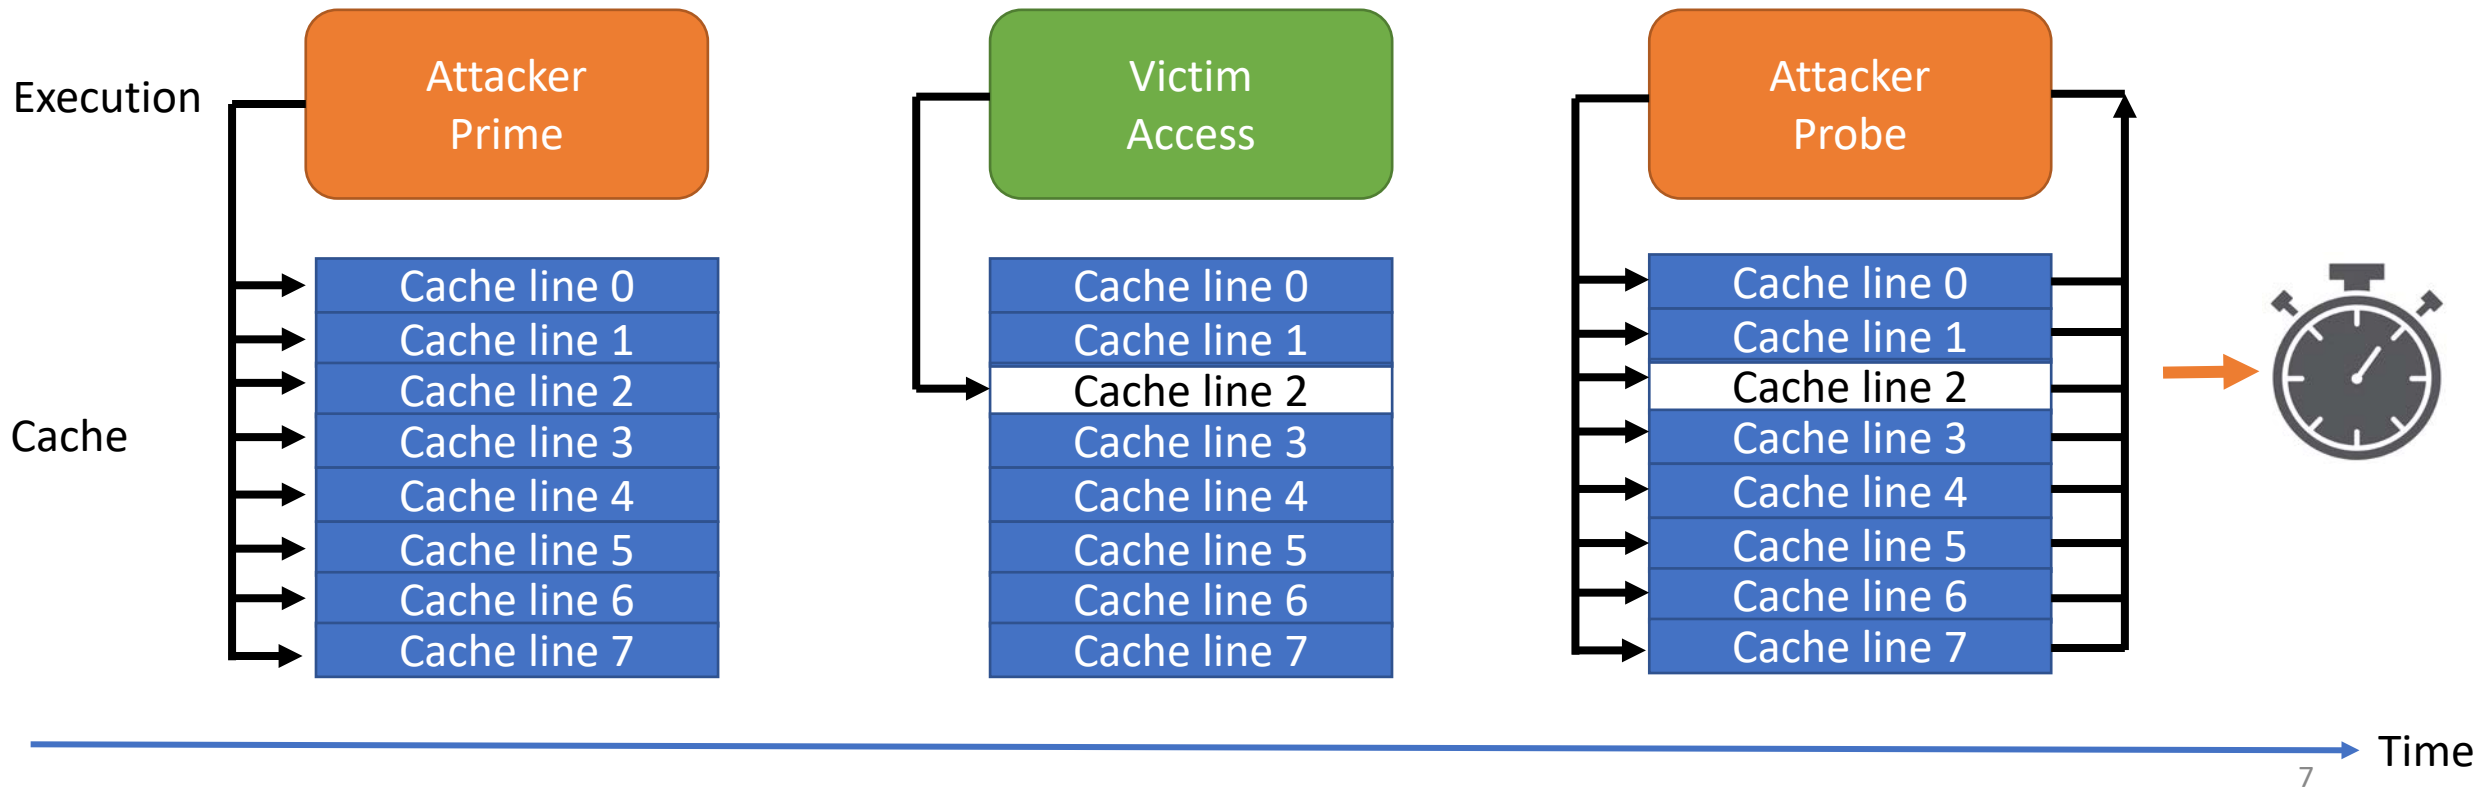 Execution
Attacker
Prime
Victim
Access
Attacker
Probe
Cache
Cache line 0
Cache line 1
Cache line 2
Cache line 3
Cache line 4
Cache line 5
Cache line 6
Cache line 7
Cache line 0
Cache line 1
Cache line 2
Cache line 3
Cache line 4
Cache line 5
Cache line 6
Cache line 7
Cache line 0
Cache line 1
Cache line 2
Cache line 3
Cache line 4
Cache line 5
Cache line 6
Cache line 7
Time
7